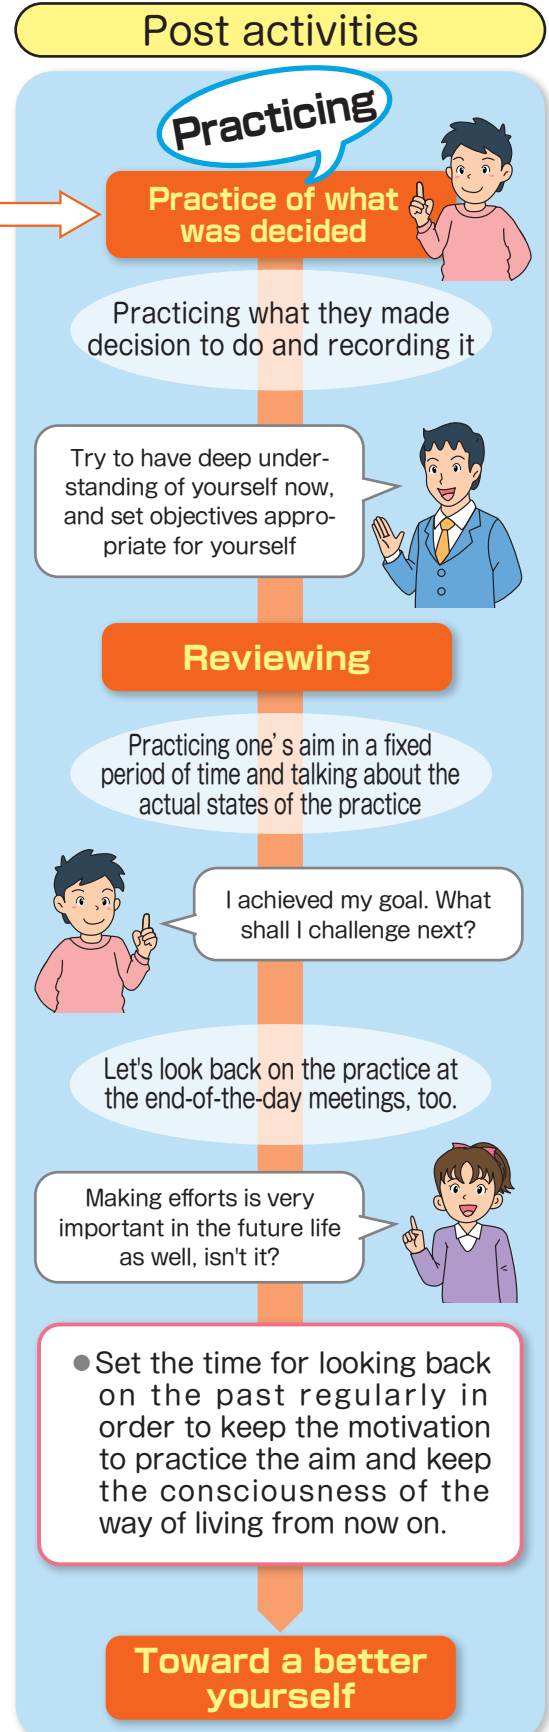 Post activities
Practicing
Practice of what
was decided
Practicing what they made
decision to do and recording it
Try to have deep under-
standing of yourself now,
and set objectives appro-
priate for yourself
Reviewing
Practicing one's aim in a fixed
period of time and talking about the
actual states of the practice
I achieved my goal. What
shall I challenge next?
Let's look back on the practice at
the end-of-the-day meetings, too.
Making efforts is very
important in the future life
as well, isn't it?
●Set the time for looking back
on the past regularly in
order to keep the motivation
to practice the aim and keep
the consciousness of the
way of living from now on.
Toward a better
yourself